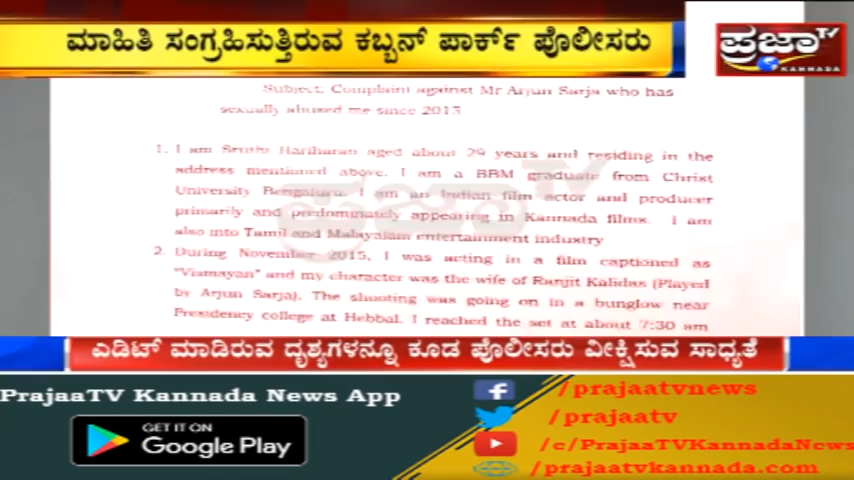 ಮಾಹಿತಿ ಸಂಗ್ರಹಿಸುತ್ತಿರುವ ಕಬ್ಬನ್ ಪಾರ್ಕ್ ಪೊಲೀಸರು
ಪ್ರಜಾ TV
KANNADA
Subject. Complaint against Mr Arjun Sarja who has
sexually abused me since 2015
1. I am Sruthi Hariharan aged about 29 years and residing in the
address mentioned above. I am a BBM graduate from Christ
University Bengaluru. I am an Indian film actor and producer
primarily and predominately appearing in Kannada films. I am
also into Tamil and Malayalam entertainment industry
2. During November 2015, I was acting in a film captioned as
"Vismayan" and my character was the wife of Ranjit Kalidas (Played
by Arjun Sarja). The shooting was going on in a bunglow near
Presidency college at Hebbal. I reached the set at about 7:30 am
ಪ್ರಜಾ TV
ಎಡಿಟ್ ಮಾಡಿರುವ ದೃಶ್ಯಗಳನ್ನೂ ಕೂಡ ಪೊಲೀಸರು ವೀಕ್ಷಿಸುವ ಸಾಧ್ಯತೆ
PrajaaTV Kannada News App
GET IT ON
Google Play
/prajaatvnews
/prajaatv
/c/PrajaaTVKannadaNews
/prajaatvkannada.com